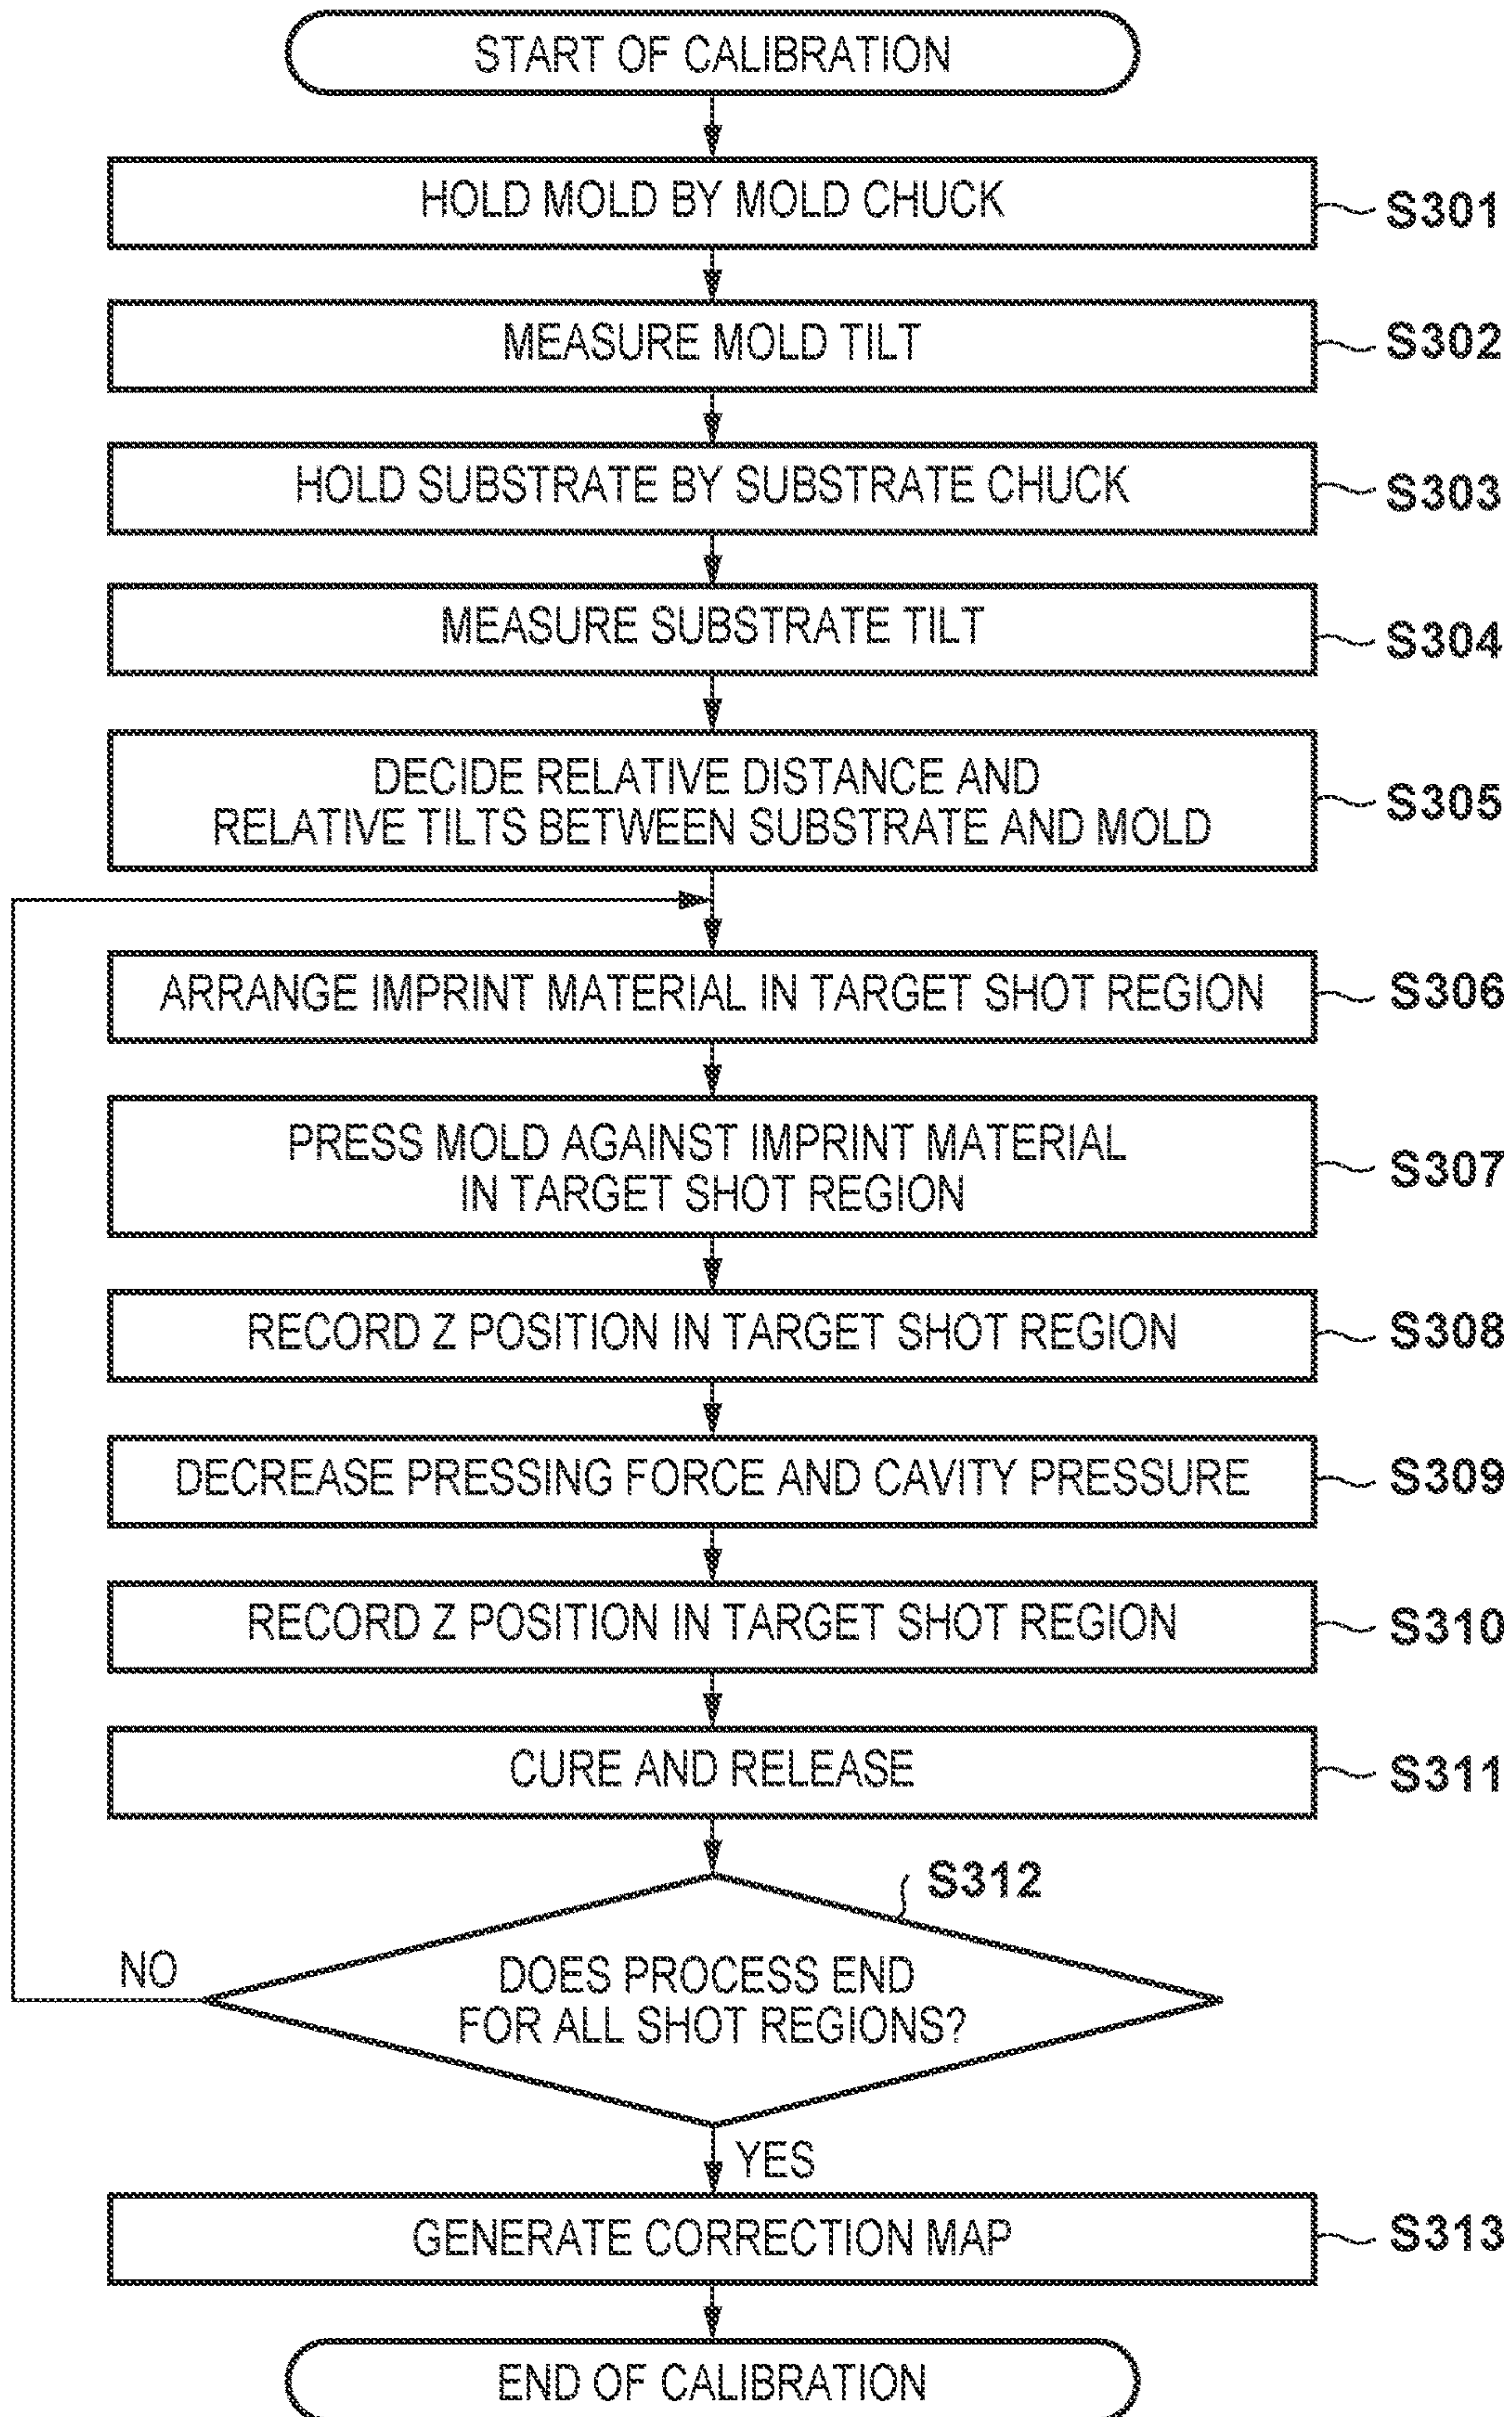 START OF CALIBRATION
HOLD MOLD BY MOLD CHUCK
S301
MEASURE MOLD TILT
S302
HOLD SUBSTRATE BY SUBSTRATE CHUCK
S303
MEASURE SUBSTRATE TILT
S304
DECIDE RELATIVE DISTANCE AND
RELATIVE TILTS BETWEEN SUBSTRATE AND MOLD
S305
ARRANGE IMPRINT MATERIAL IN TARGET SHOT REGION
S306
PRESS MOLD AGAINST IMPRINT MATERIAL
IN TARGET SHOT REGION
S307
RECORD Z POSITION IN TARGET SHOT REGION
S308
DECREASE PRESSING FORCE AND CAVITY PRESSURE
S309
RECORD Z POSITION IN TARGET SHOT REGION
S310
CURE AND RELEASE
S311
S312
NO
DOES PROCESS END
FOR ALL SHOT REGIONS?
YES
GENERATE CORRECTION MAP
S313
END OF CALIBRATION